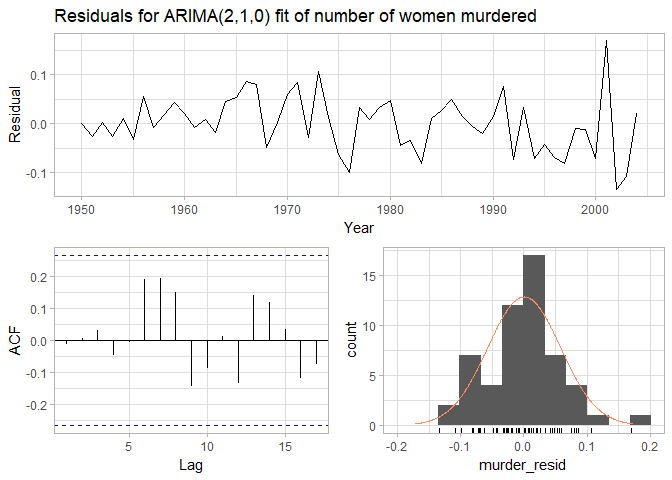 Residuals for ARIMA(2,1,0) fit of number of women murdered
Residual
0.1
0.0
-0.1
1950 1960 1970 1980 1990 2000
Year
ACF
0.2
0.1
0.0
-0.1
-0.2
5 10 15
Lag
count
15
10
5
0
-0.2 -0.1 0.0 0.1 0.2
murder_resid